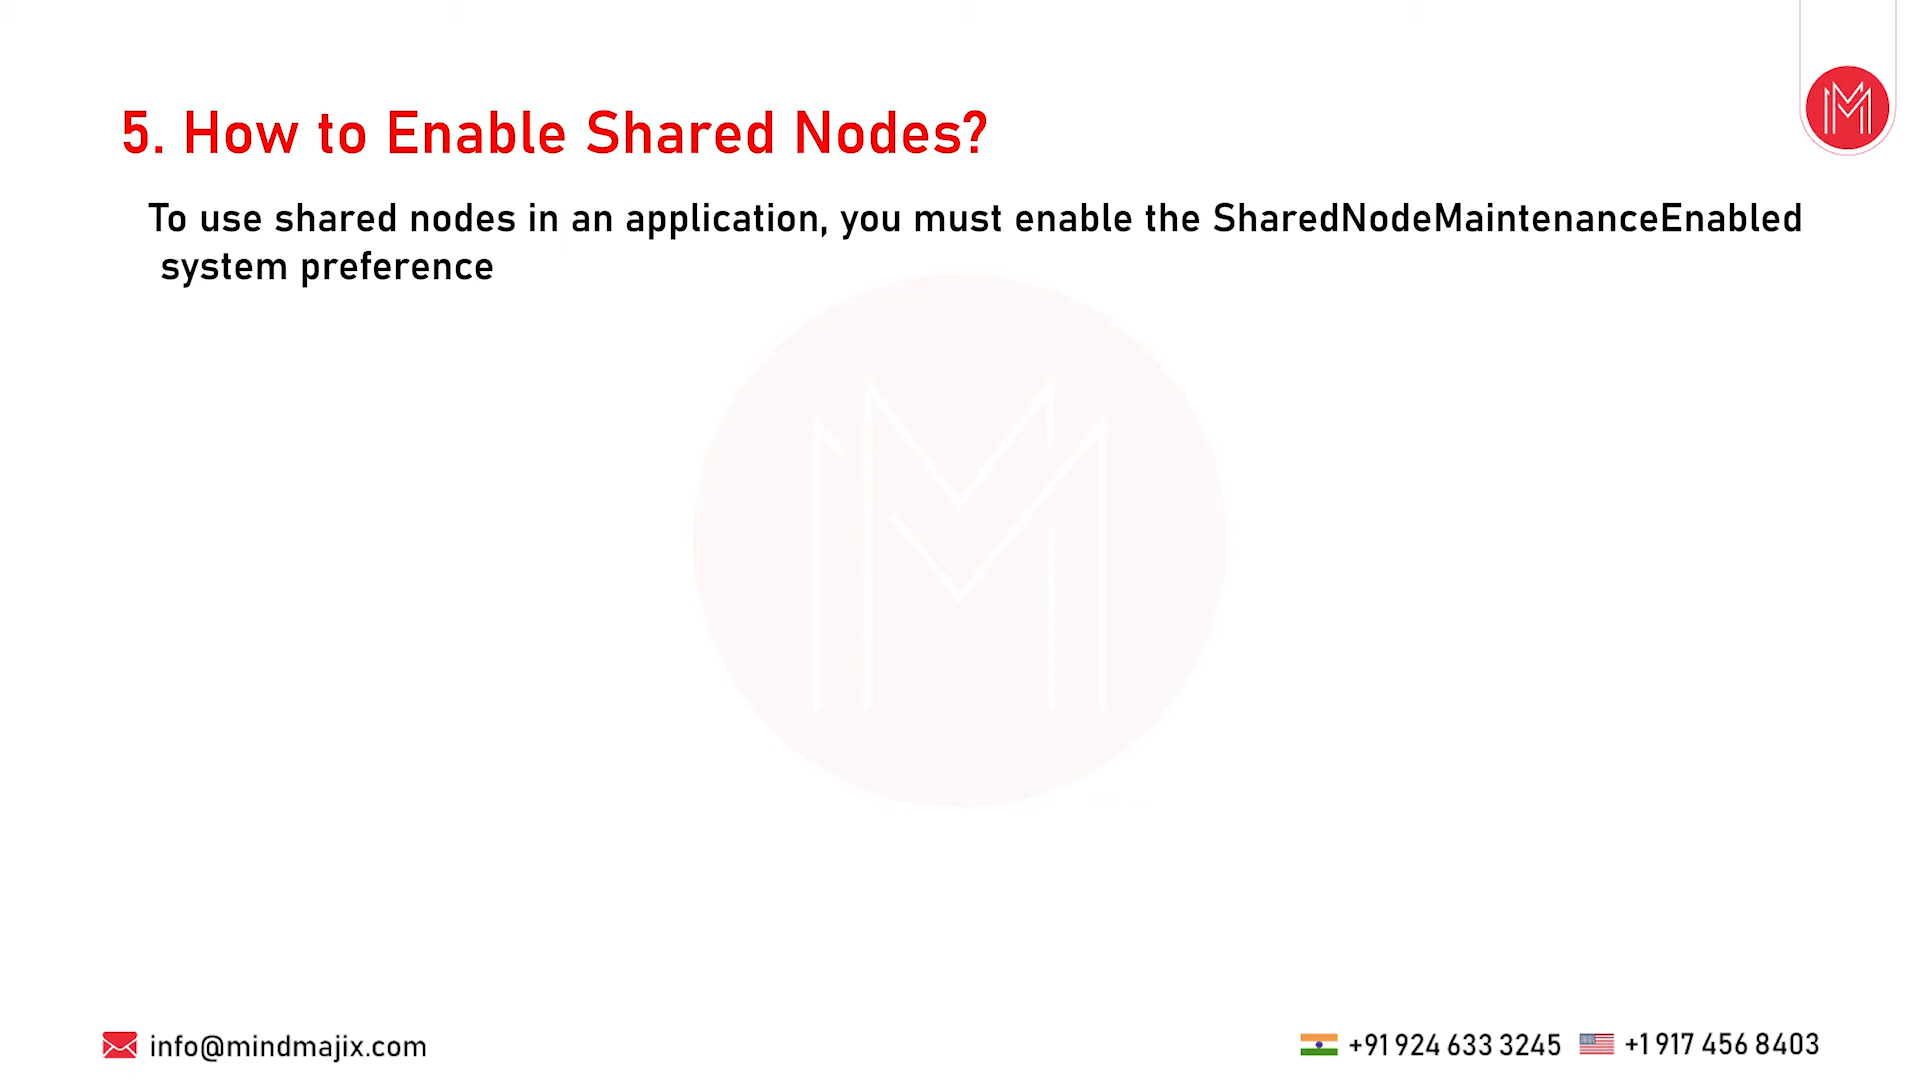 5. How to Enable Shared Nodes?
To use shared nodes in an application, you must enable the SharedNodeMaintenanceEnabled
system preference
info@mindmajix.com
+91 924 633 3245
+1 917 456 8403